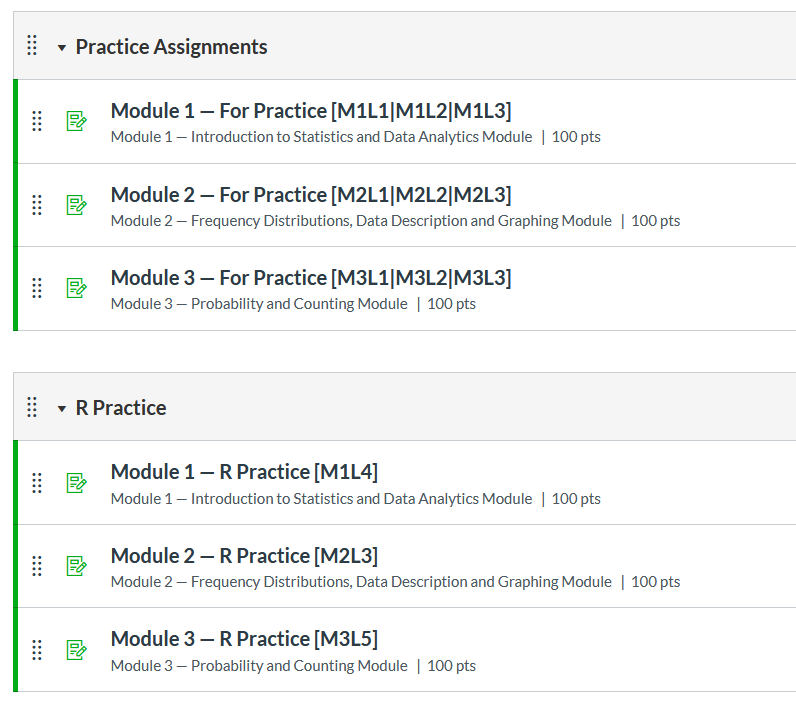 Practice Assignments
Module 1 — For Practice [M1L1|M1L2|M1L3]
Module 1 — Introduction to Statistics and Data Analytics Module | 100 pts
Module 2 — For Practice [M2L1|M2L2|M2L3]
Module 2 — Frequency Distributions, Data Description and Graphing Module | 100 pts
Module 3 — For Practice [M3L1|M3L2|M3L3]
Module 3 — Probability and Counting Module | 100 pts
R Practice
Module 1 — R Practice [M1L4]
Module 1 — Introduction to Statistics and Data Analytics Module | 100 pts
Module 2 — R Practice [M2L3]
Module 2 — Frequency Distributions, Data Description and Graphing Module | 100 pts
Module 3 — R Practice [M3L5]
Module 3 — Probability and Counting Module | 100 pts